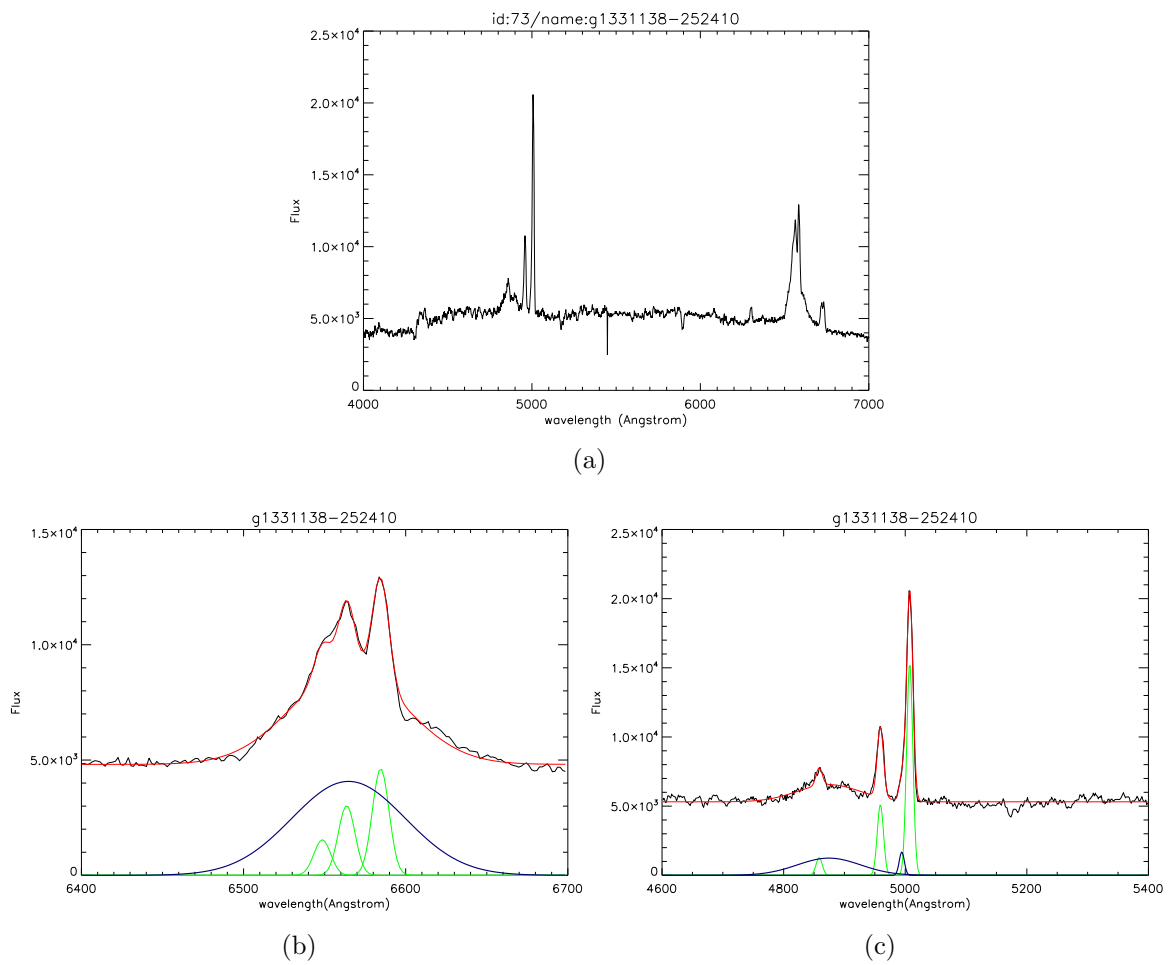 id:73/name:g1331138-252410
2.5×10⁴
2.0×10⁴
1.5×10⁴
1.0×10⁴
5.0×10³
0
Flux
4000 5000 6000 7000
wavelength (Angstrom)
(a)
g1331138-252410
1.5×10⁴
1.0×10⁴
5.0×10³
0
Flux
6400 6500 6600 6700
wavelength(Angstrom)
(b)
g1331138-252410
2.5×10⁴
2.0×10⁴
1.5×10⁴
1.0×10⁴
5.0×10³
0
Flux
4600 4800 5000 5200 5400
wavelength(Angstrom)
(c)